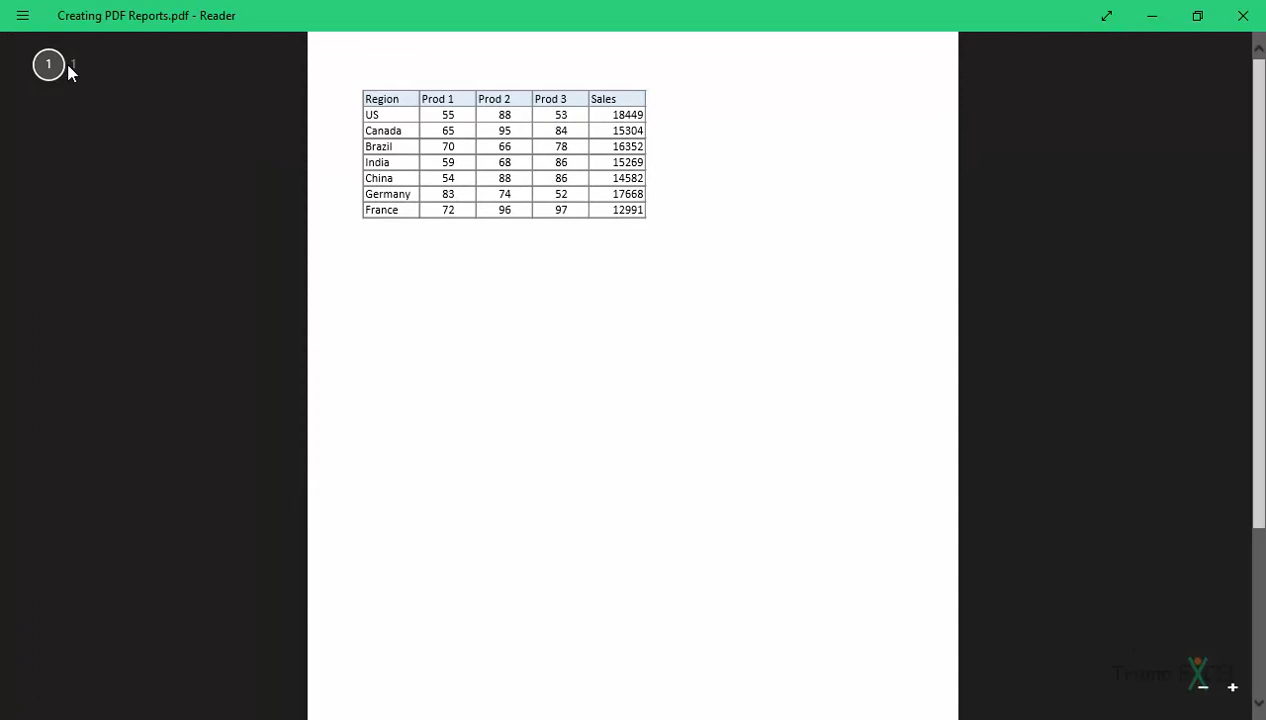 Creating PDF Reports.pdf - Reader
1 1
Region Prod 1 Prod 2 Prod 3 Sales
US 55 88 53 18449
Canada 65 95 84 15304
Brazil 70 66 78 16352
India 59 68 86 15269
China 54 88 86 14582
Germany 83 74 52 17668
France 72 96 97 12991